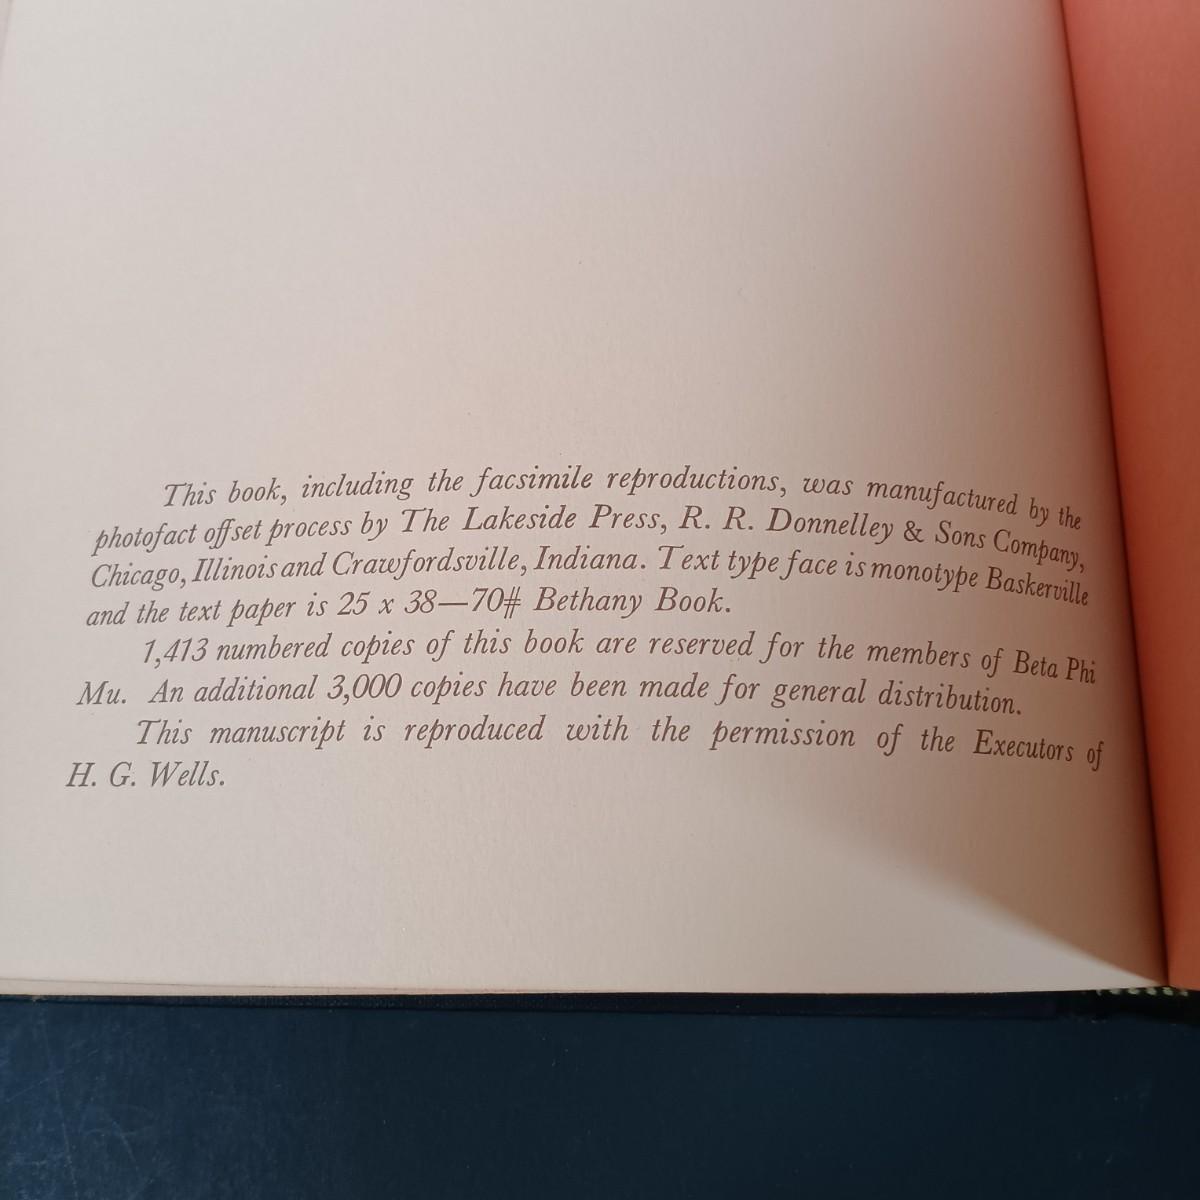 This book, including the facsimile reproductions, was manufactured by the
photofact offset process by The Lakeside Press, R. R. Donnelley & Sons Company,
Chicago, Illinois and Crawfordsville, Indiana. Text type face is monotype Baskerville
and the text paper is 25 x 38—70# Bethany Book.
1,413 numbered copies of this book are reserved for the members of Beta Phi
Mu. An additional 3,000 copies have been made for general distribution.
This manuscript is reproduced with the permission of the Executors of
H. G. Wells.